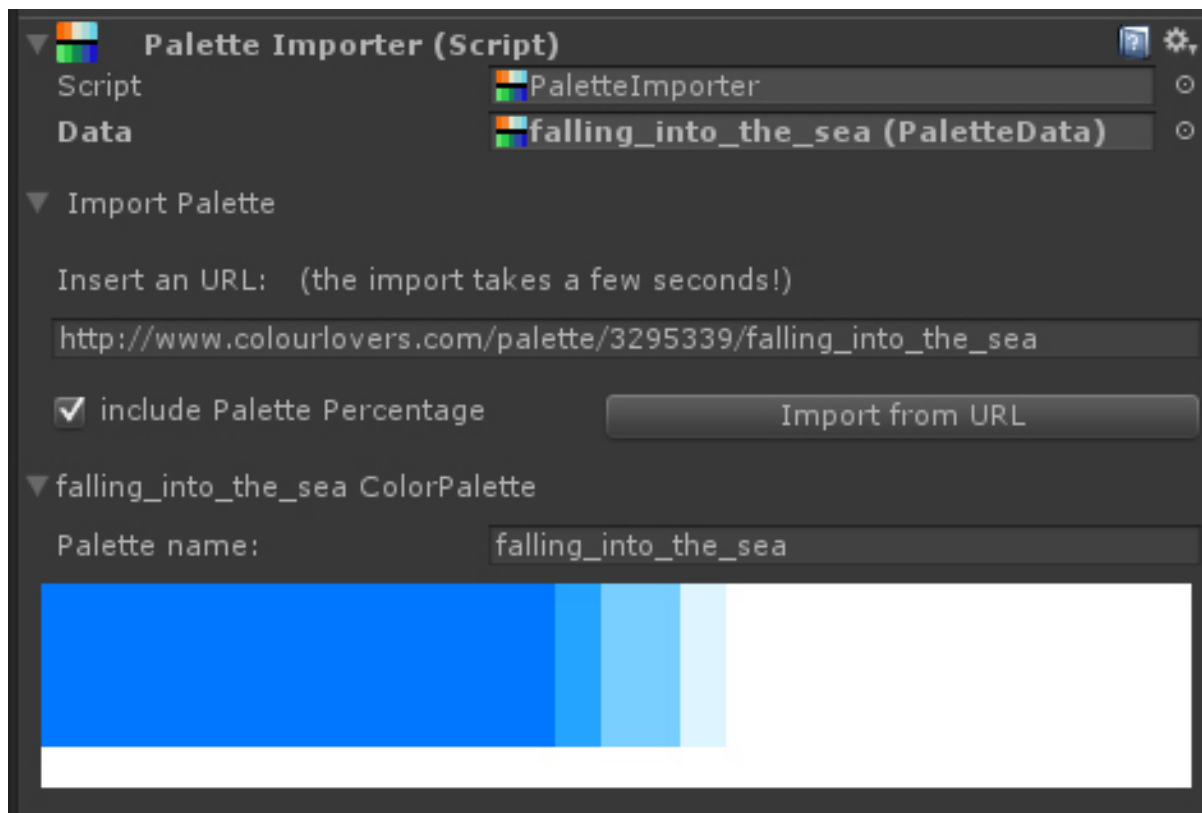 Palette Importer (Script)
Script PaletteImporter
Data falling_into_the_sea (PaletteData)
Import Palette
Insert an URL: (the import takes a few seconds!)
http://www.colourlovers.com/palette/3295339/falling_into_the_sea
include Palette Percentage Import from URL
falling_into_the_sea ColorPalette
Palette name: falling_into_the_sea